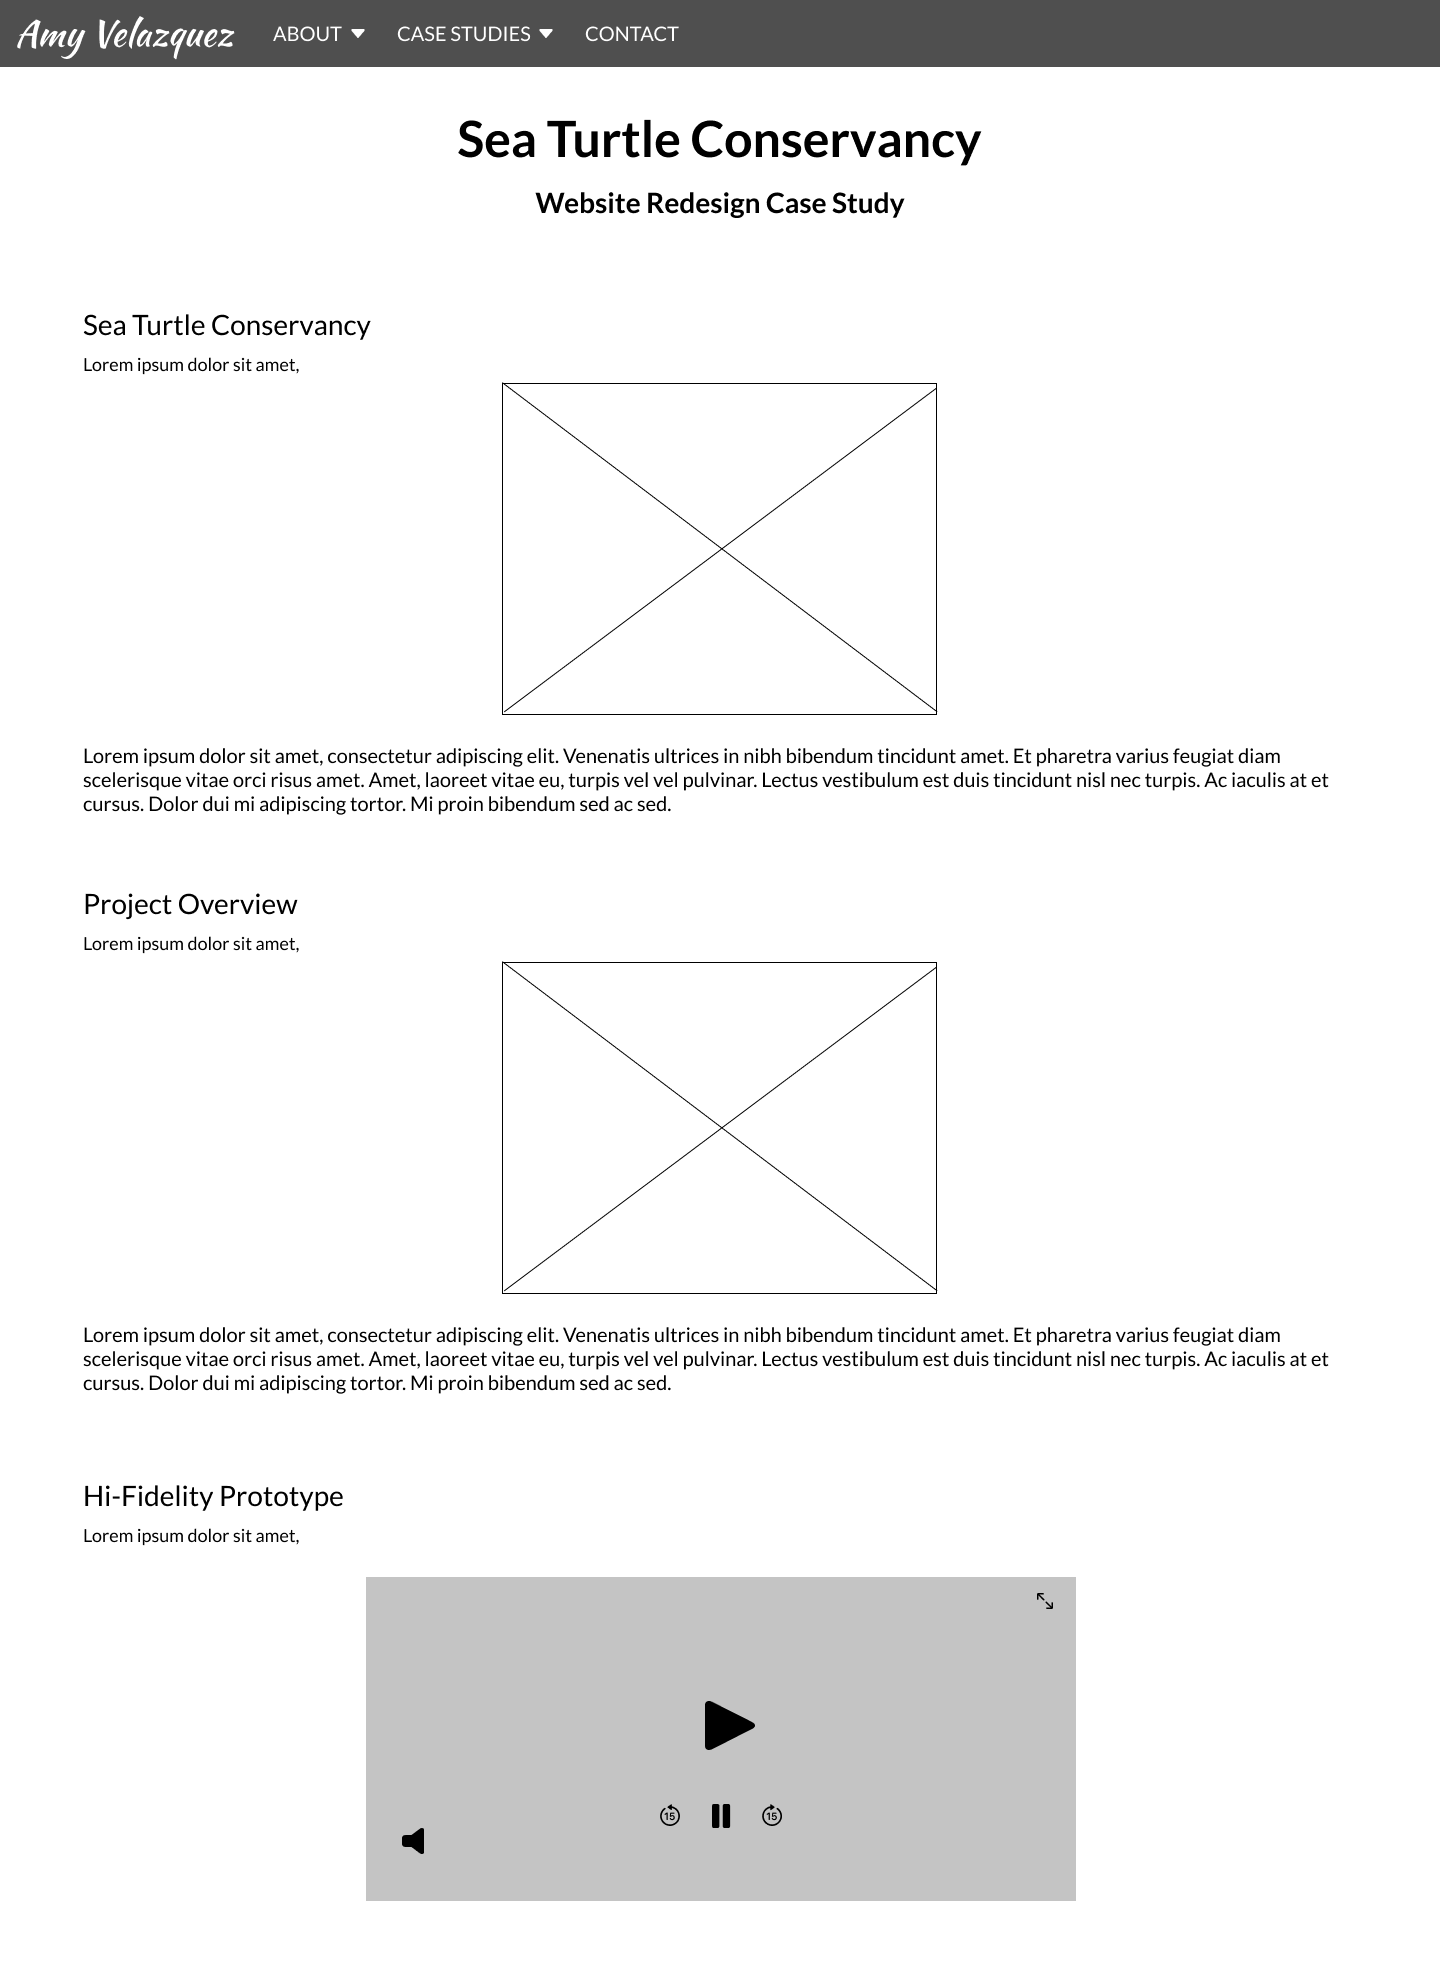 Amy Velazquez ABOUT CASE STUDIES CONTACT
Sea Turtle Conservancy
Website Redesign Case Study
Sea Turtle Conservancy
Lorem ipsum dolor sit amet,
Lorem ipsum dolor sit amet, consectetur adipiscing elit. Venenatis ultrices in nibh bibendum tincidunt amet. Et pharetra varius feugiat diam
scelerisque vitae orci risus amet. Amet, laoreet vitae eu, turpis vel vel pulvinar. Lectus vestibulum est duis tincidunt nisl nec turpis. Ac iaculis at et
cursus. Dolor dui mi adipiscing tortor. Mi proin bibendum sed ac sed.
Project Overview
Lorem ipsum dolor sit amet,
Lorem ipsum dolor sit amet, consectetur adipiscing elit. Venenatis ultrices in nibh bibendum tincidunt amet. Et pharetra varius feugiat diam
scelerisque vitae orci risus amet. Amet, laoreet vitae eu, turpis vel vel pulvinar. Lectus vestibulum est duis tincidunt nisl nec turpis. Ac iaculis at et
cursus. Dolor dui mi adipiscing tortor. Mi proin bibendum sed ac sed.
Hi-Fidelity Prototype
Lorem ipsum dolor sit amet,
15 15